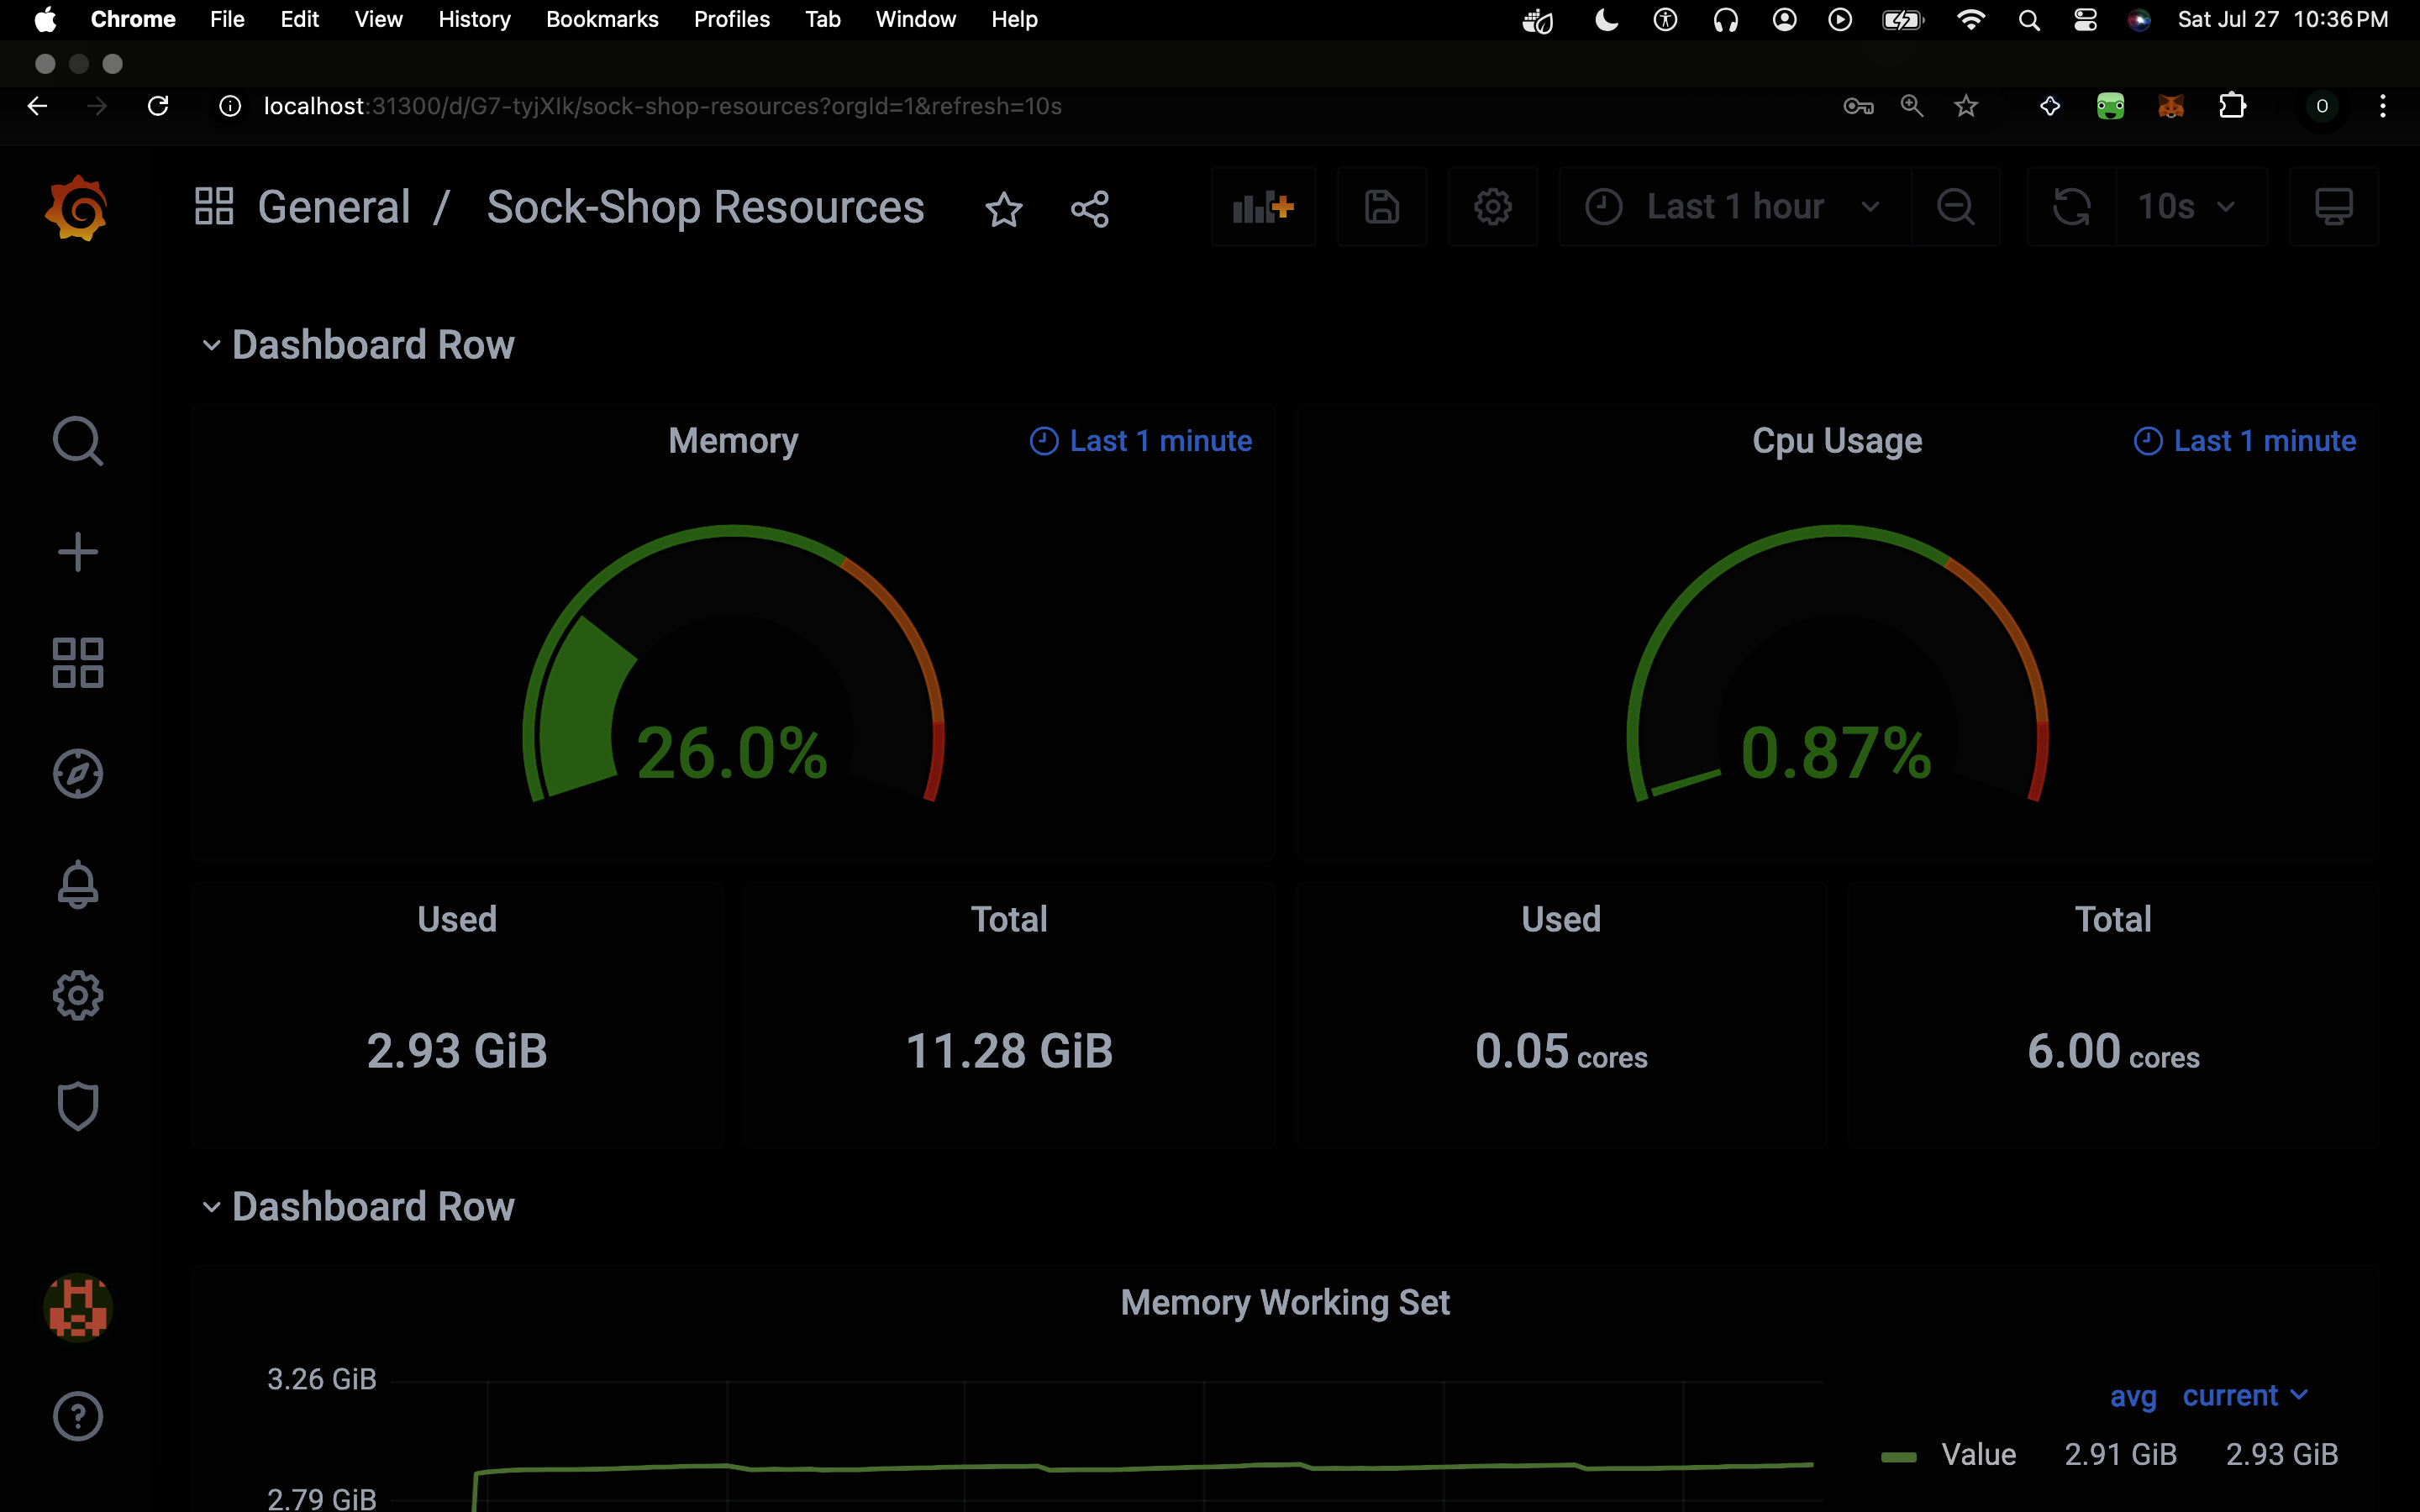 Chrome File Edit View History Bookmarks Profiles Tab Window Help Sat Jul 27 10:36 PM
localhost:31300/d/G7-tyjXIk/sock-shop-resources?orgId=1&refresh=10s O
General / Sock-Shop Resources Last 1 hour 10s
Dashboard Row
Memory Last 1 minute Cpu Usage Last 1 minute
26.0% 0.87%
Used Total Used Total
2.93 GiB 11.28 GiB 0.05 cores 6.00 cores
Dashboard Row
Memory Working Set
3.26 GiB
avg current
Value 2.91 GiB 2.93 GiB
2.79 GiB